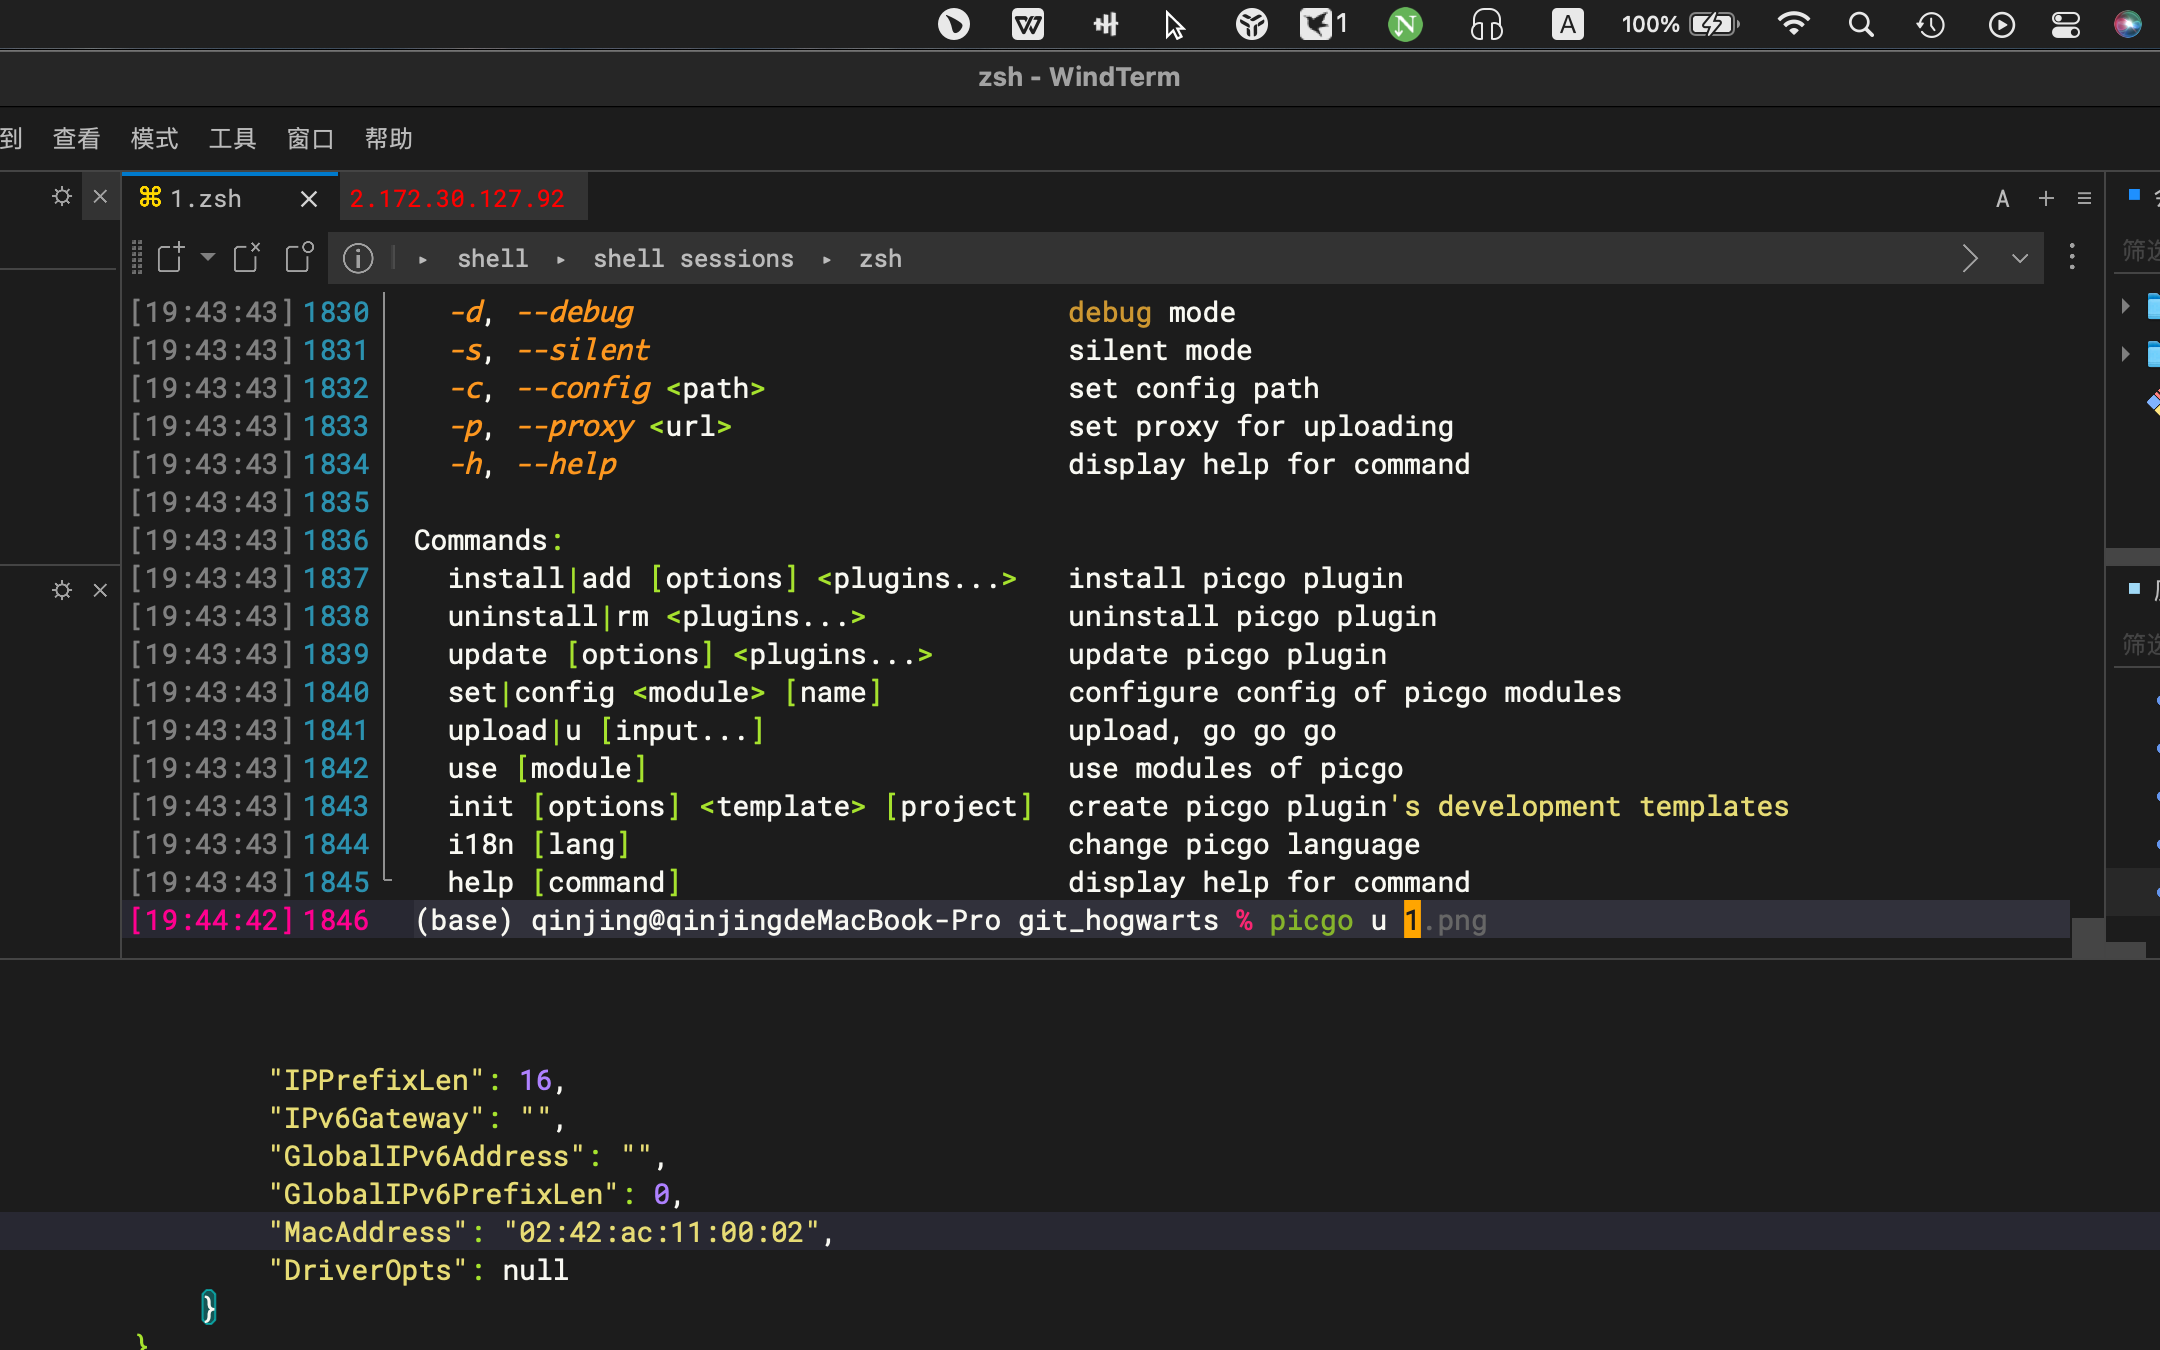 1 A 100%
zsh - WindTerm
到 查看 模式 工具 窗口 帮助
⌘ 1.zsh 2.172.30.127.92 A
shell ▸ shell sessions ▸ zsh
筛选
[19:43:43] 1830 -d, --debug debug mode
[19:43:43] 1831 -s, --silent silent mode
[19:43:43] 1832 -c, --config <path> set config path
[19:43:43] 1833 -p, --proxy <url> set proxy for uploading
[19:43:43] 1834 -h, --help display help for command
[19:43:43] 1835
[19:43:43] 1836 Commands:
[19:43:43] 1837 install|add [options] <plugins...> install picgo plugin
[19:43:43] 1838 uninstall|rm <plugins...> uninstall picgo plugin
[19:43:43] 1839 update [options] <plugins...> update picgo plugin
[19:43:43] 1840 set|config <module> [name] configure config of picgo modules
[19:43:43] 1841 upload|u [input...] upload, go go go
[19:43:43] 1842 use [module] use modules of picgo
[19:43:43] 1843 init [options] <template> [project] create picgo plugin's development templates
[19:43:43] 1844 i18n [lang] change picgo language
[19:43:43] 1845 help [command] display help for command
[19:44:42] 1846 (base) qinjing@qinjingdeMacBook-Pro git_hogwarts % picgo u 1.png
筛选
"IPPrefixLen": 16,
"IPv6Gateway": "",
"GlobalIPv6Address": "",
"GlobalIPv6PrefixLen": 0,
"MacAddress": "02:42:ac:11:00:02",
"DriverOpts": null
}
}